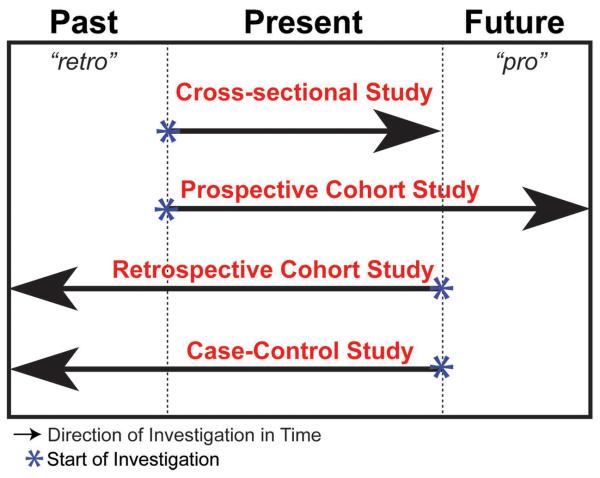 Past Present Future
“retro” “pro”
Cross-sectional Study
Prospective Cohort Study
Retrospective Cohort Study
Case-Control Study
Direction of Investigation in Time
Start of Investigation